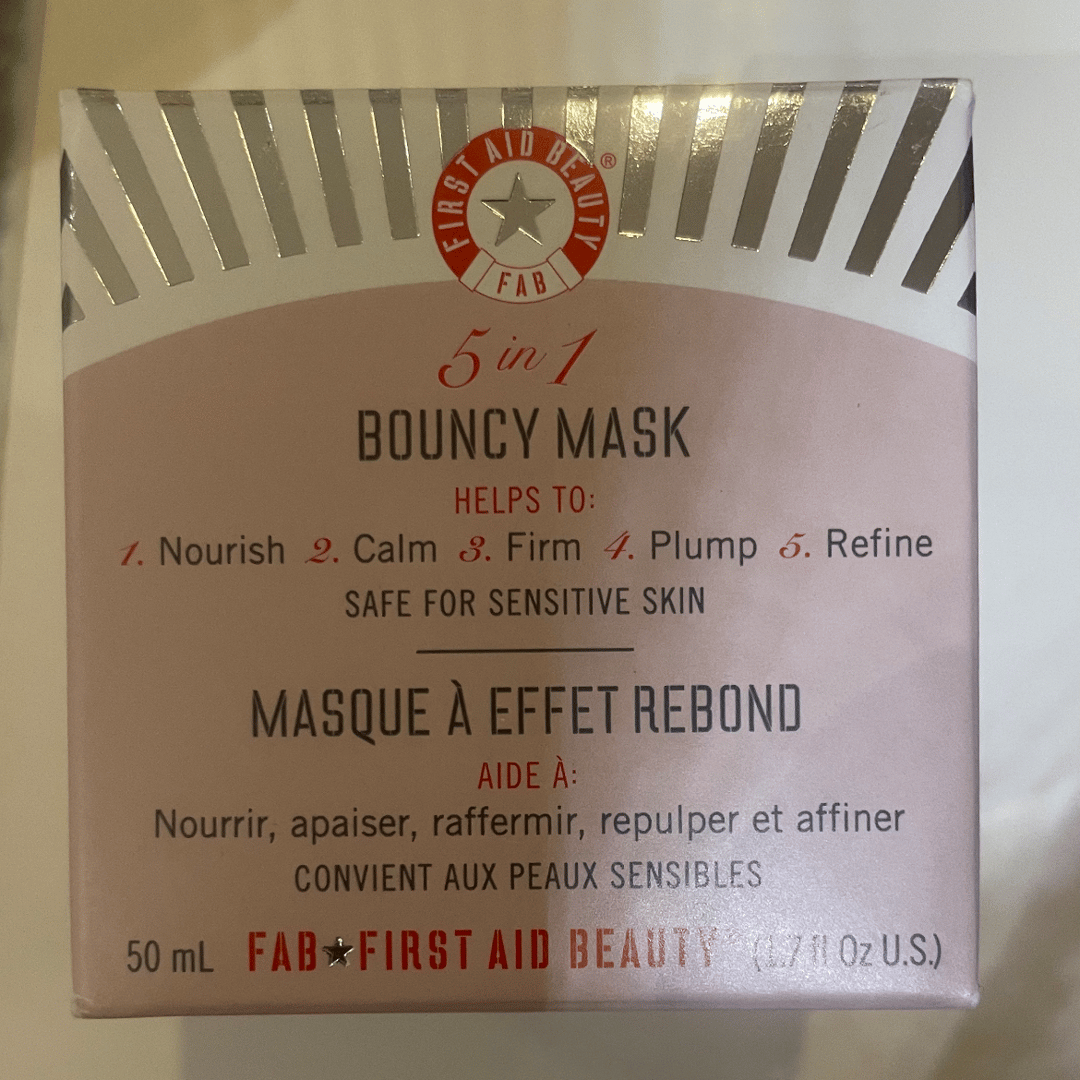 FIRST AID BEAUTY ®
FAB
5 in 1
BOUNCY MASK
HELPS TO:
1. Nourish 2. Calm 3. Firm 4. Plump 5. Refine
SAFE FOR SENSITIVE SKIN
MASQUE À EFFET REBOND
AIDE À:
Nourrir, apaiser, raffermir, repulper et affiner
CONVIENT AUX PEAUX SENSIBLES
50 mL FAB★FIRST AID BEAUTY (1.7 fl Oz U.S.)